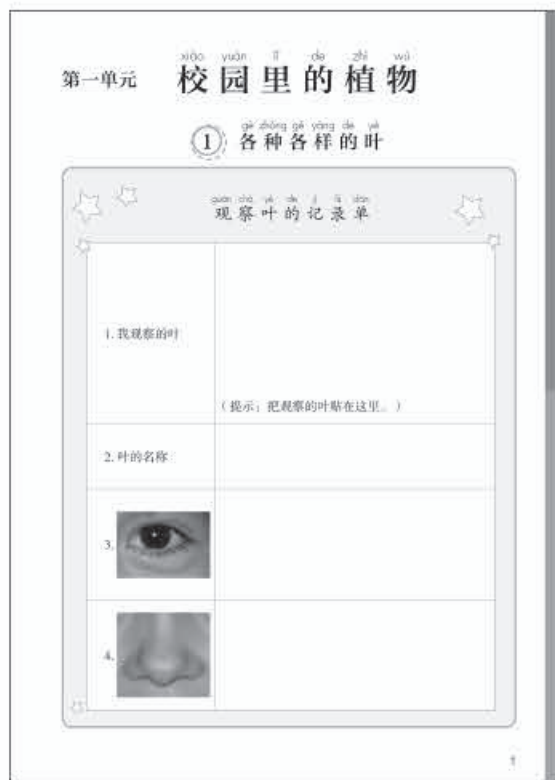 xiào yuán lǐ de zhí wù
第一单元 校园里的植物
gè zhǒng gè yàng de yè
1 各种各样的叶
guān chá yè de jì lù dān
观察叶的记录单
1. 我观察的叶
（提示：把观察的叶贴在这里。）
2. 叶的名称
3.
4.
1